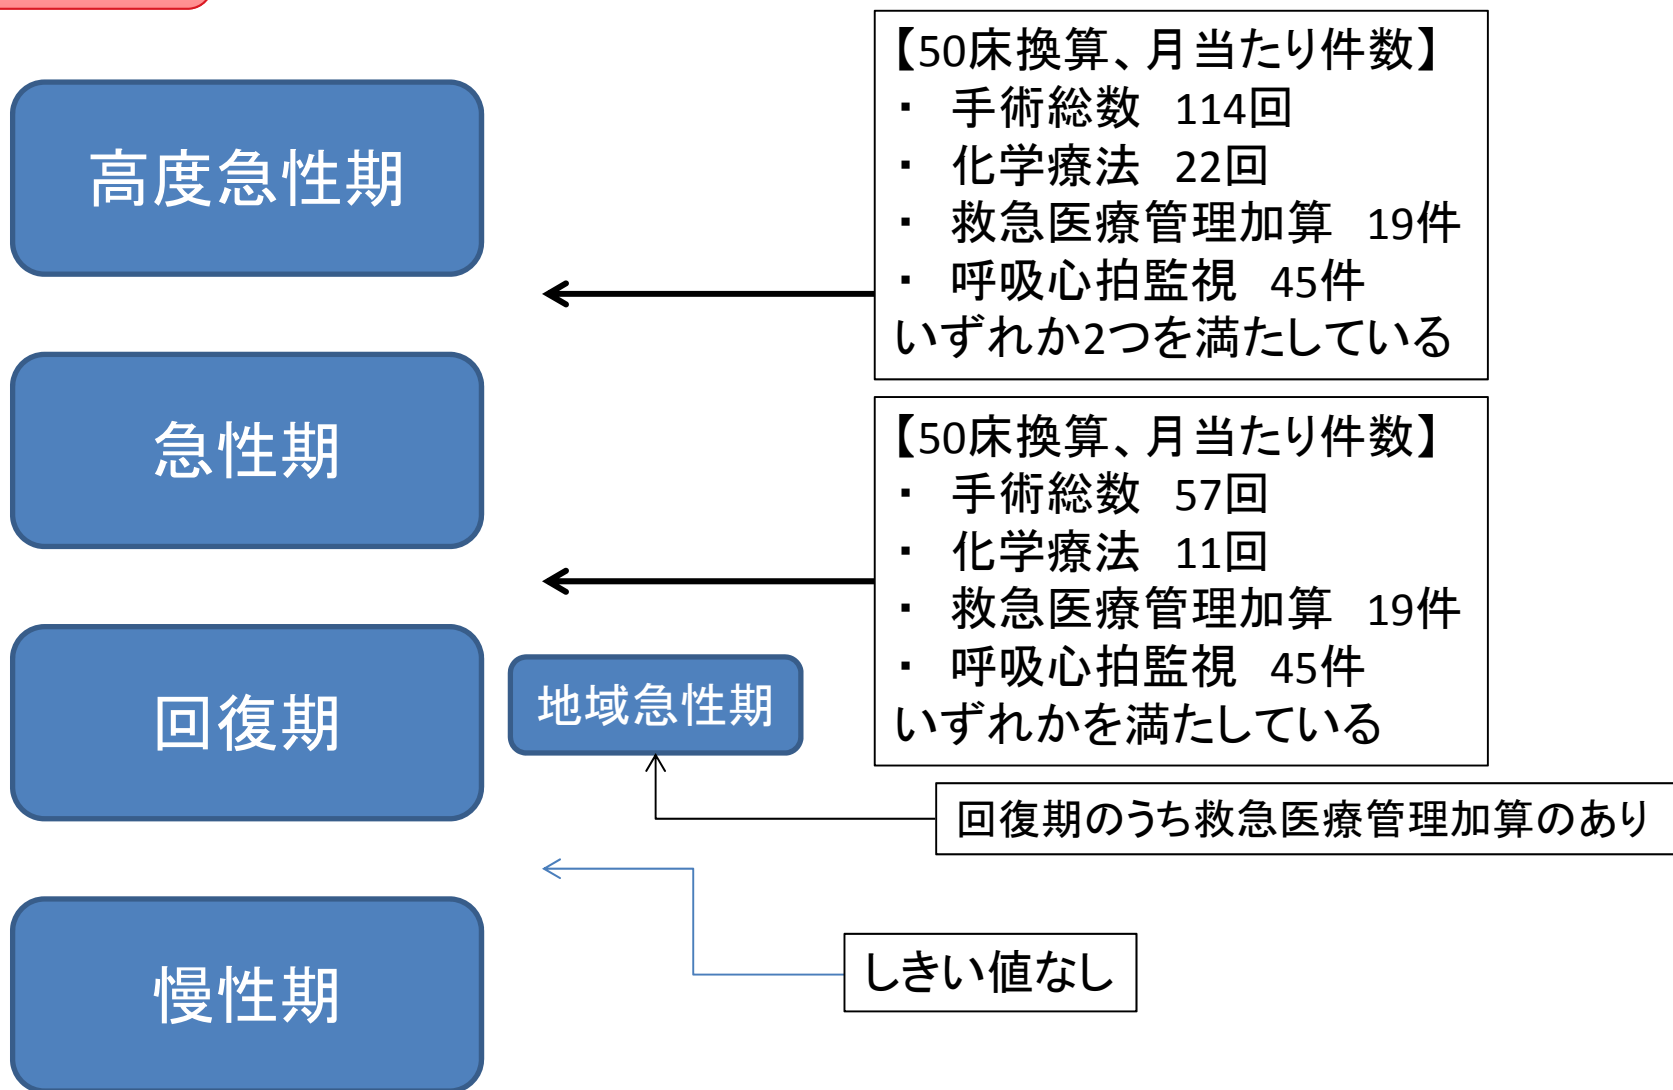 高度急性期
【50床換算、月当たり件数】
・　手術総数　114回
・　化学療法　22回
・　救急医療管理加算　19件
・　呼吸心拍監視　45件
いずれか2つを満たしている
急性期
【50床換算、月当たり件数】
・　手術総数　57回
・　化学療法　11回
・　救急医療管理加算　19件
・　呼吸心拍監視　45件
いずれかを満たしている
回復期
地域急性期
回復期のうち救急医療管理加算のあり
しきい値なし
慢性期